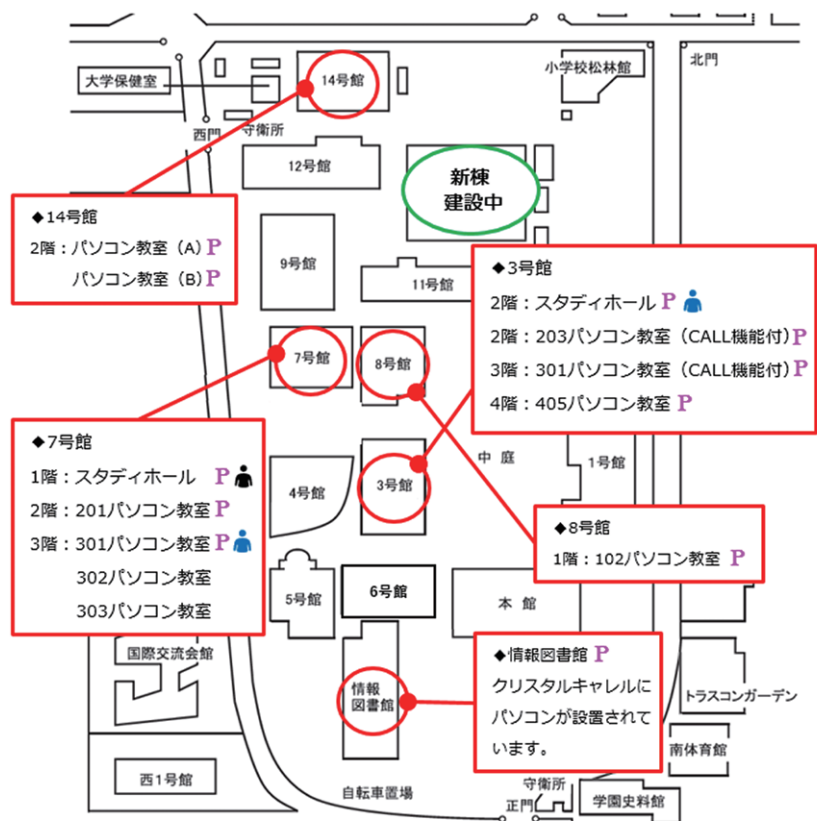 小学校松林館
北門
大学保健室
14号館
西門
守衛所
12号館
新棟
建設中
◆14号館
2階：パソコン教室（A）P
パソコン教室（B）P
9号館
11号館
◆3号館
2階：スタディホール P
2階：203パソコン教室（CALL機能付）P
3階：301パソコン教室（CALL機能付）P
4階：405パソコン教室 P
7号館
8号館
◆7号館
1階：スタディホール P
2階：201パソコン教室 P
3階：301パソコン教室 P
302パソコン教室
303パソコン教室
中庭
1号館
4号館
3号館
◆8号館
1階：102パソコン教室 P
5号館
6号館
本館
国際交流会館
◆情報図書館 P
クリスタルキャレルに
パソコンが設置されて
います。
情報
図書館
トラスコンガーデン
南体育館
西1号館
自転車置場
守衛所
正門
学園史料館